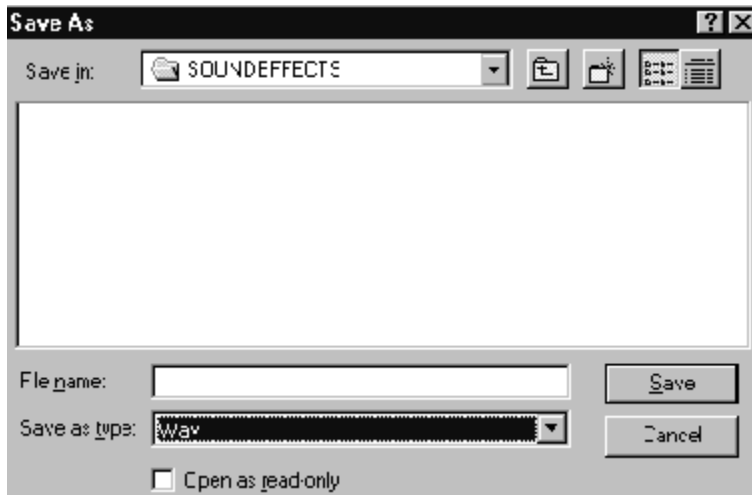 Save As
Save in: SOUNDEFFECTS
File name:
Save
Save as type: Wav
Cancel
Open as read-only